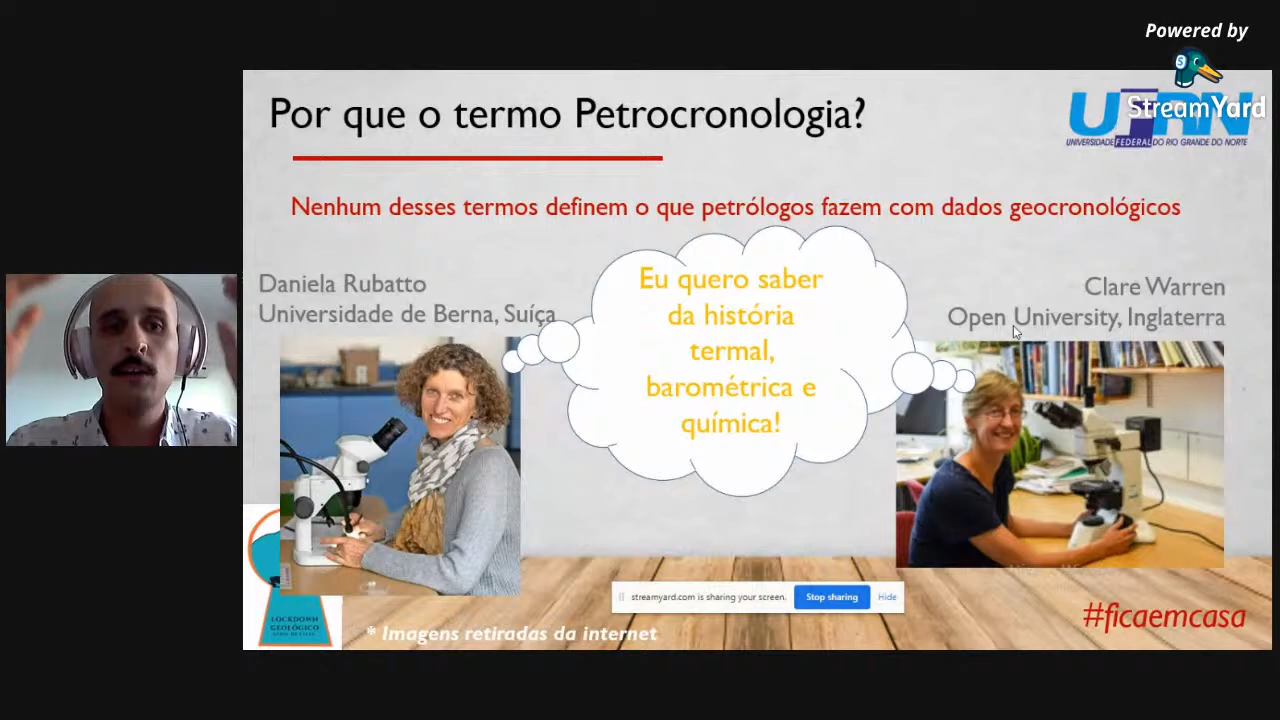 Powered by
StreamYard
Por que o termo Petrocronologia?
UFRN
UNIVERSIDADE FEDERAL DO RIO GRANDE DO NORTE
Nenhum desses termos definem o que petrólogos fazem com dados geocronológicos
Daniela Rubatto
Universidade de Berna, Suíça
Eu quero saber
da história
termal,
barométrica e
química!
Clare Warren
Open University, Inglaterra
streamyard.com is sharing your screen.
Stop sharing
Hide
LOCKDOWN
GEOLÓGICO
* Imagens retiradas da internet
#ficaemcasa